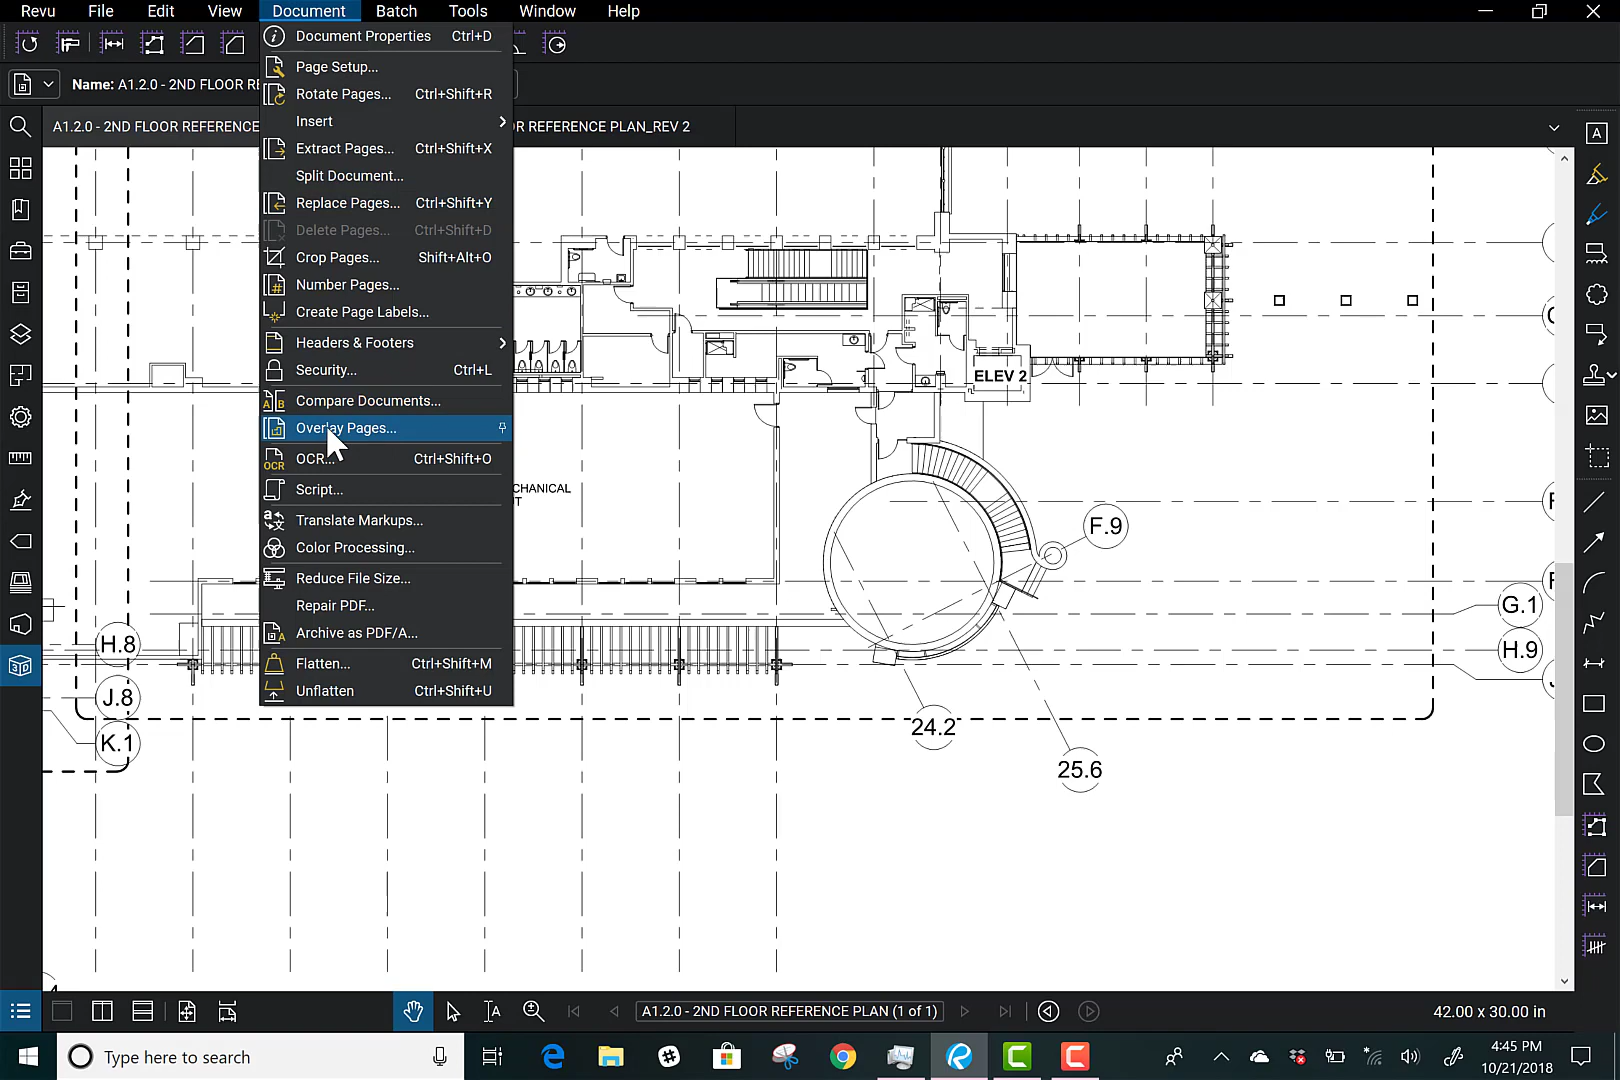 Revu File Edit View Document Batch Tools Window Help
Document Properties Ctrl+D
Page Setup...
Name: A1.2.0 - 2ND FLOOR RE
Rotate Pages... Ctrl+Shift+R
Insert
A1.2.0 - 2ND FLOOR REFERENCE
R REFERENCE PLAN_REV 2
Extract Pages... Ctrl+Shift+X
Split Document...
Replace Pages... Ctrl+Shift+Y
Delete Pages... Ctrl+Shift+D
Crop Pages... Shift+Alt+O
Number Pages...
Create Page Labels...
Headers & Footers
Security... Ctrl+L
Compare Documents...
Overlay Pages...
OCR... Ctrl+Shift+O
Script...
Translate Markups...
Color Processing...
Reduce File Size...
Repair PDF...
Archive as PDF/A...
Flatten... Ctrl+Shift+M
Unflatten Ctrl+Shift+U
ELEV 2
CHANICAL
T
F.9
G.1
H.9
H.8
J.8
K.1
24.2
25.6
A1.2.0 - 2ND FLOOR REFERENCE PLAN (1 of 1)
42.00 x 30.00 in
Type here to search
4:45 PM
10/21/2018